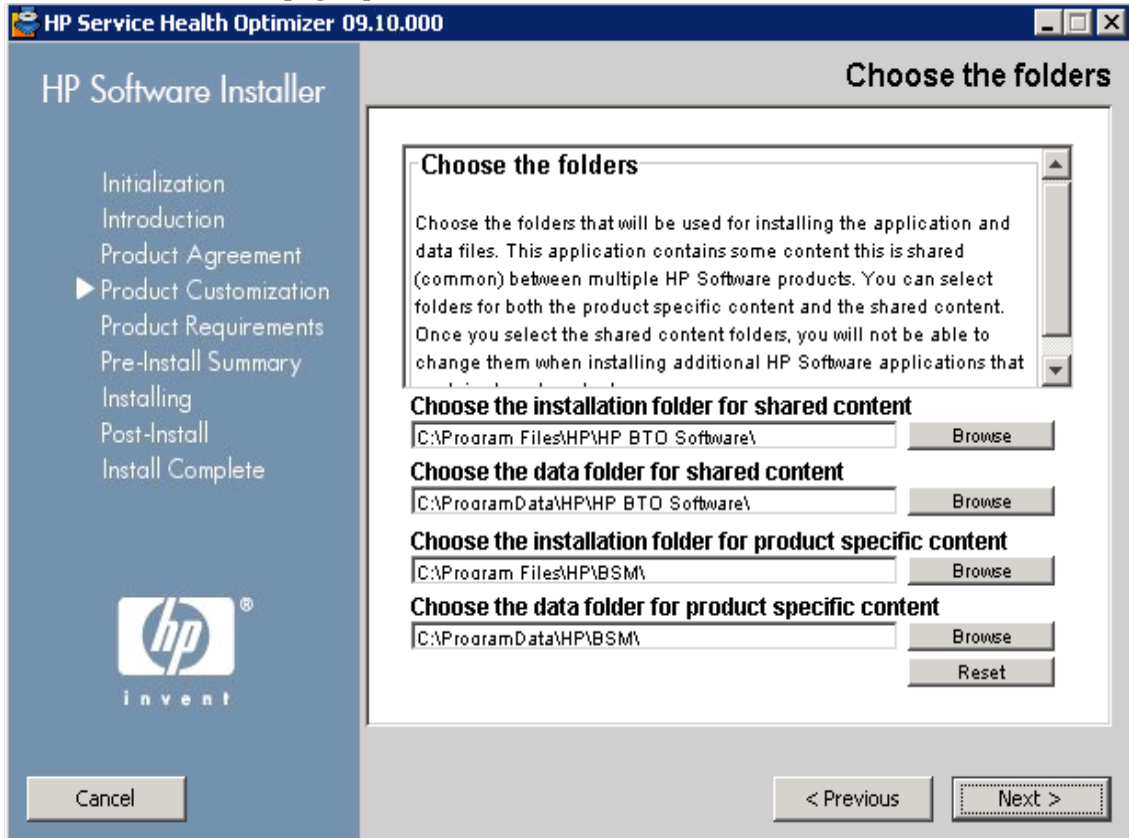 HP Service Health Optimizer 09.10.000
HP Software Installer
Initialization
Introduction
Product Agreement
Product Customization
Product Requirements
Pre-Install Summary
Installing
Post-Install
Install Complete
hp
®
invent
Cancel
Choose the folders
Choose the folders
Choose the folders that will be used for installing the application and
data files. This application contains some content this is shared
(common) between multiple HP Software products. You can select
folders for both the product specific content and the shared content.
Once you select the shared content folders, you will not be able to
change them when installing additional HP Software applications that
Choose the installation folder for shared content
C:\Program Files\HP\HP BTO Software\
Browse
Choose the data folder for shared content
C:\ProgramData\HP\HP BTO Software\
Browse
Choose the installation folder for product specific content
C:\Program Files\HP\BSM\
Browse
Choose the data folder for product specific content
C:\ProgramData\HP\BSM\
Browse
Reset
< Previous
Next >